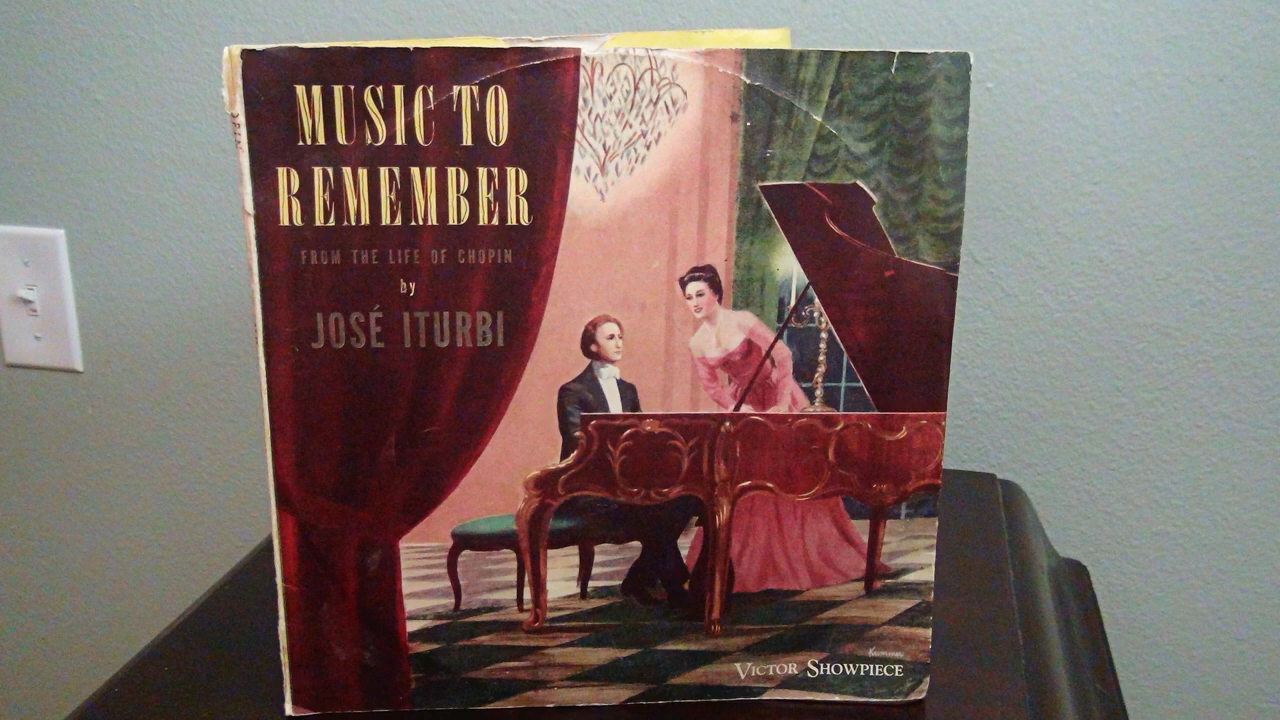 MUSIC TO
REMEMBER
FROM THE LIFE OF CHOPIN
by
JOSÉ ITURBI
VICTOR SHOWPIECE